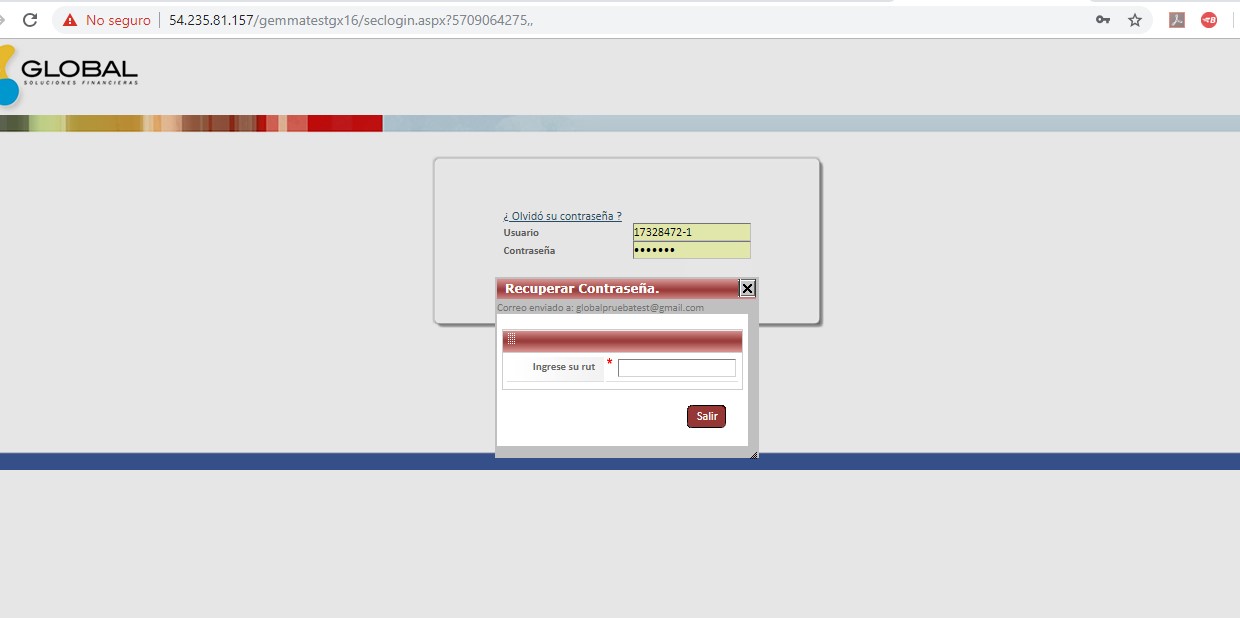 No seguro
54.235.81.157/gemmatestgx16/seclogin.aspx?5709064275,,
GLOBAL
SOLUCIONES FINANCIERAS
¿ Olvidó su contraseña ?
Usuario 17328472-1
Contraseña •••••••
Recuperar Contraseña.
Correo enviado a: globalpruebatest@gmail.com
Ingrese su rut *
Salir